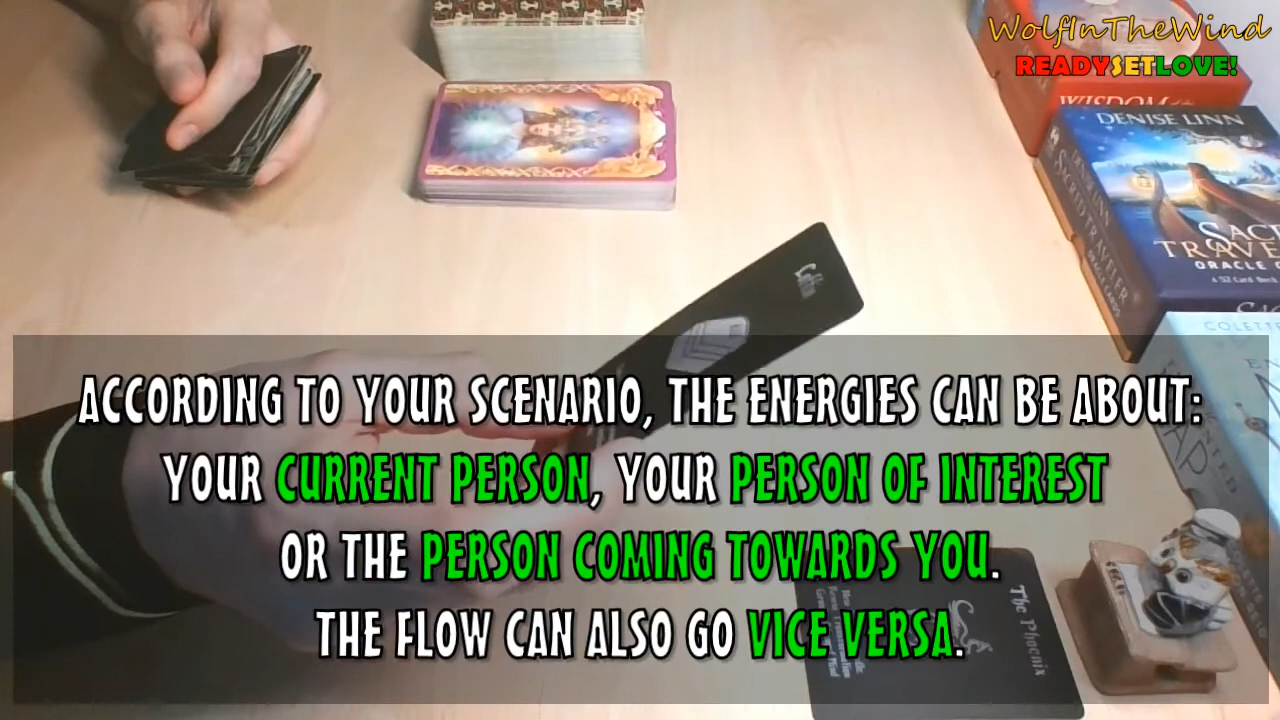 WolfInTheWind
READYSETLOVE!
WISDOM
DENISE LINN
SACRED TRAVELER
ORACLE
COLETTE
Coffin
ACCORDING TO YOUR SCENARIO, THE ENERGIES CAN BE ABOUT:
YOUR CURRENT PERSON, YOUR PERSON OF INTEREST
OR THE PERSON COMING TOWARDS YOU.
THE FLOW CAN ALSO GO VICE VERSA.
The Phoenix